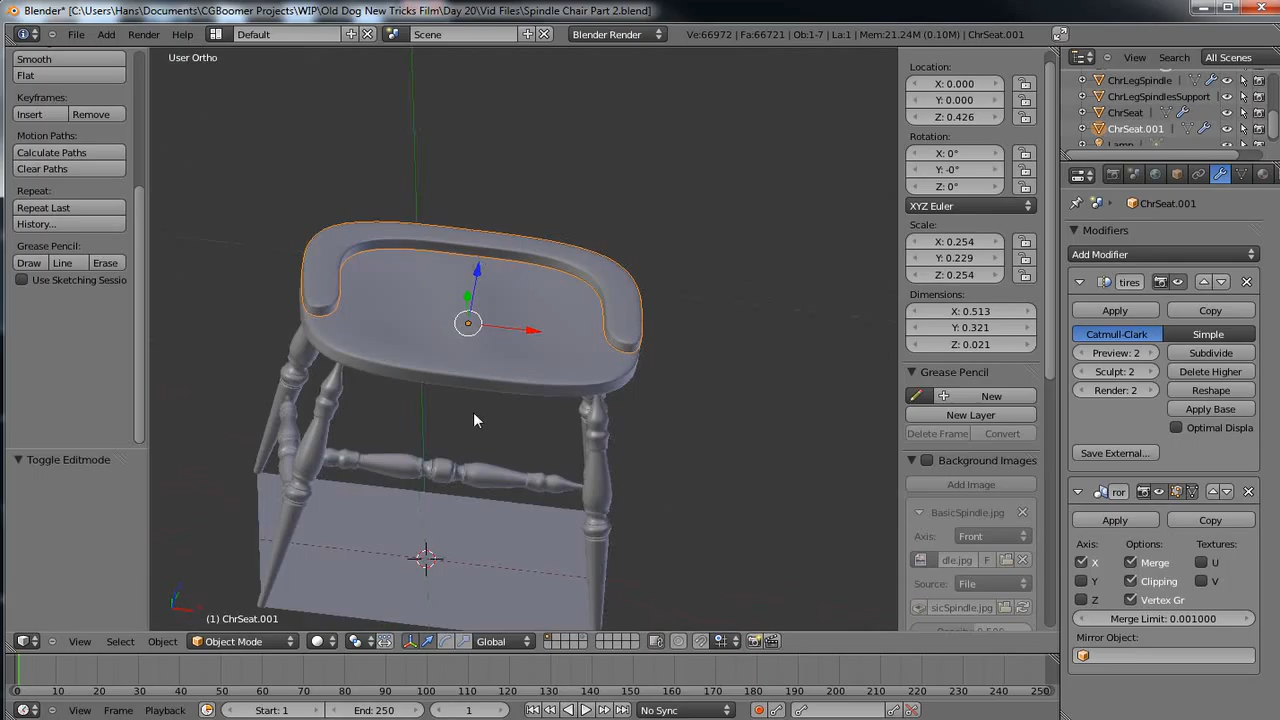 Blender* [C:\Users\Hans\Documents\CGBoomer Projects\WIP\Old Dog New Tricks Film\Day 20\Vid Files\Spindle Chair Part 2.blend]
File Add Render Help Default Scene Blender Render Ve:66972 | Fa:66721 | Ob:1-7 | La:1 | Mem:21.24M (0.10M) | ChrSeat.001
View Search All Scenes
Smooth
Flat
Keyframes:
Insert Remove
Motion Paths:
Calculate Paths
Clear Paths
Repeat:
Repeat Last
History...
Grease Pencil:
Draw Line Erase
Use Sketching Sessio
Toggle Editmode
User Ortho
(1) ChrSeat.001
Location:
X: 0.000
Y: 0.000
Z: 0.426
Rotation:
X: 0°
Y: -0°
Z: 0°
XYZ Euler
Scale:
X: 0.254
Y: 0.229
Z: 0.254
Dimensions:
X: 0.513
Y: 0.321
Z: 0.021
Grease Pencil
New
New Layer
Delete Frame Convert
Background Images
Add Image
BasicSpindle.jpg
Axis: Front
dle.jpg F
Source: File
sicSpindle.jpg
ChrLegSpindle
ChrLegSpindlesSupport
ChrSeat
ChrSeat.001
ChrSeat.001
Modifiers
Add Modifier
tires
Apply Copy
Catmull-Clark Simple
Preview: 2 Subdivide
Sculpt: 2 Delete Higher
Render: 2 Reshape
Apply Base
Optimal Displa
Save External...
ror
Apply Copy
Axis: Options: Textures:
X Merge U
Y Clipping V
Z Vertex Gr
Merge Limit: 0.001000
Mirror Object:
View Select Object Object Mode Global
0 10 20 30 40 50 60 70 80 90 100 110 120 130 140 150 160 170 180 190 200 210 220 230 240 250
View Frame Playback Start: 1 End: 250 1 No Sync